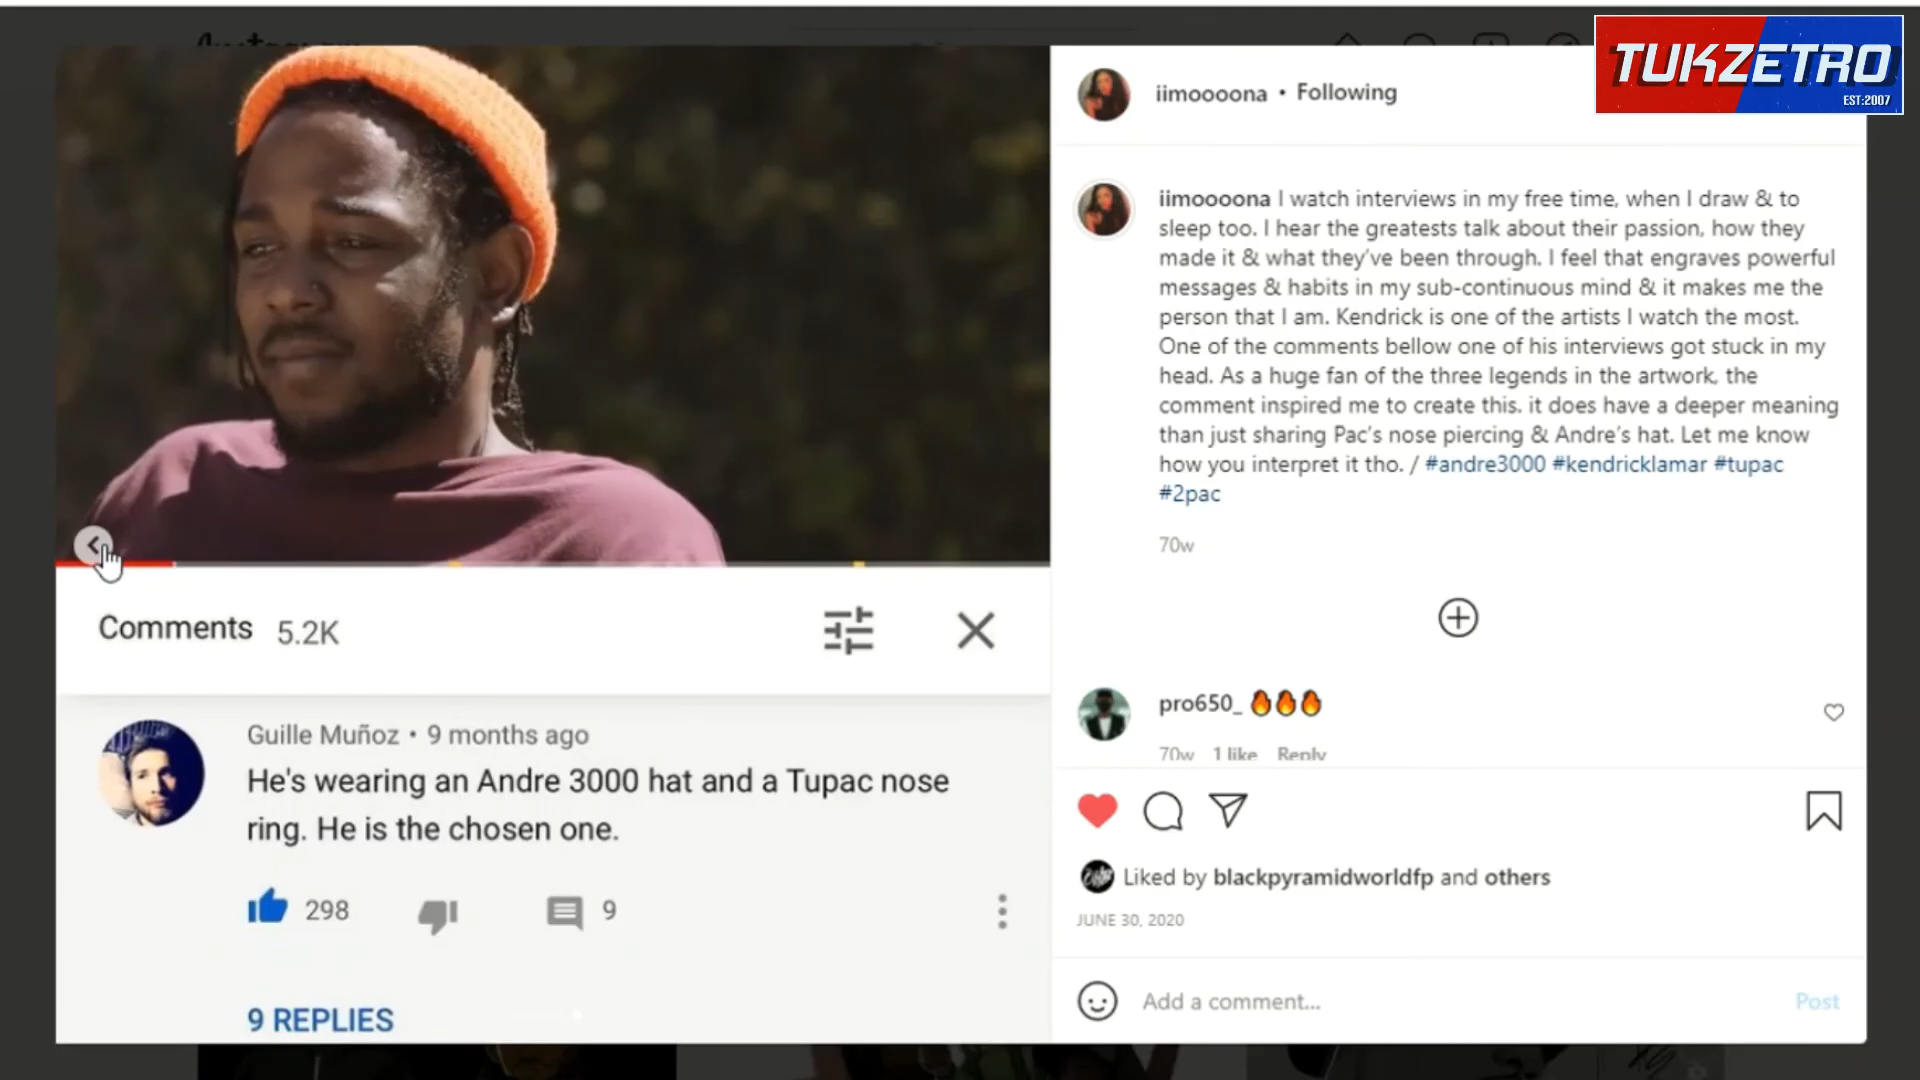 TUKZETRO
EST:2007
iimoooona • Following
iimoooona I watch interviews in my free time, when I draw & to
sleep too. I hear the greatests talk about their passion, how they
made it & what they've been through. I feel that engraves powerful
messages & habits in my sub-continuous mind & it makes me the
person that I am. Kendrick is one of the artists I watch the most.
One of the comments bellow one of his interviews got stuck in my
head. As a huge fan of the three legends in the artwork, the
comment inspired me to create this. it does have a deeper meaning
than just sharing Pac's nose piercing & Andre's hat. Let me know
how you interpret it tho. / #andre3000 #kendricklamar #tupac
#2pac
70w
pro650_ 🔥🔥🔥
70w 1 like Reply
Liked by blackpyramidworldfp and others
JUNE 30, 2020
Add a comment... Post
Comments 5.2K
Guille Muñoz • 9 months ago
He's wearing an Andre 3000 hat and a Tupac nose
ring. He is the chosen one.
298 9
9 REPLIES